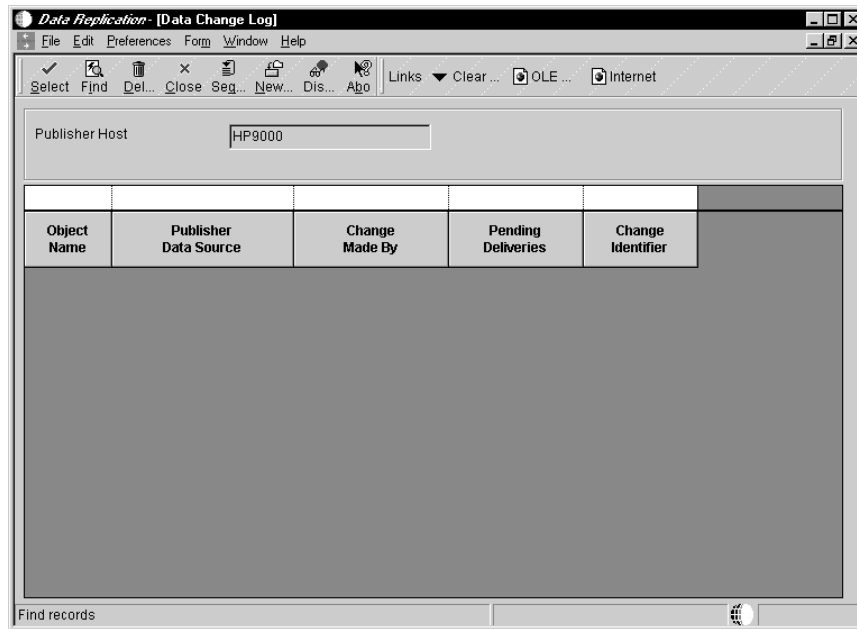 Data Replication - [Data Change Log]
File Edit Preferences Form Window Help
Select Find Del... Close Seq... New... Dis... Abo Links Clear ... OLE ... Internet
Publisher Host HP9000
Object Name Publisher Data Source Change Made By Pending Deliveries Change Identifier
Find records